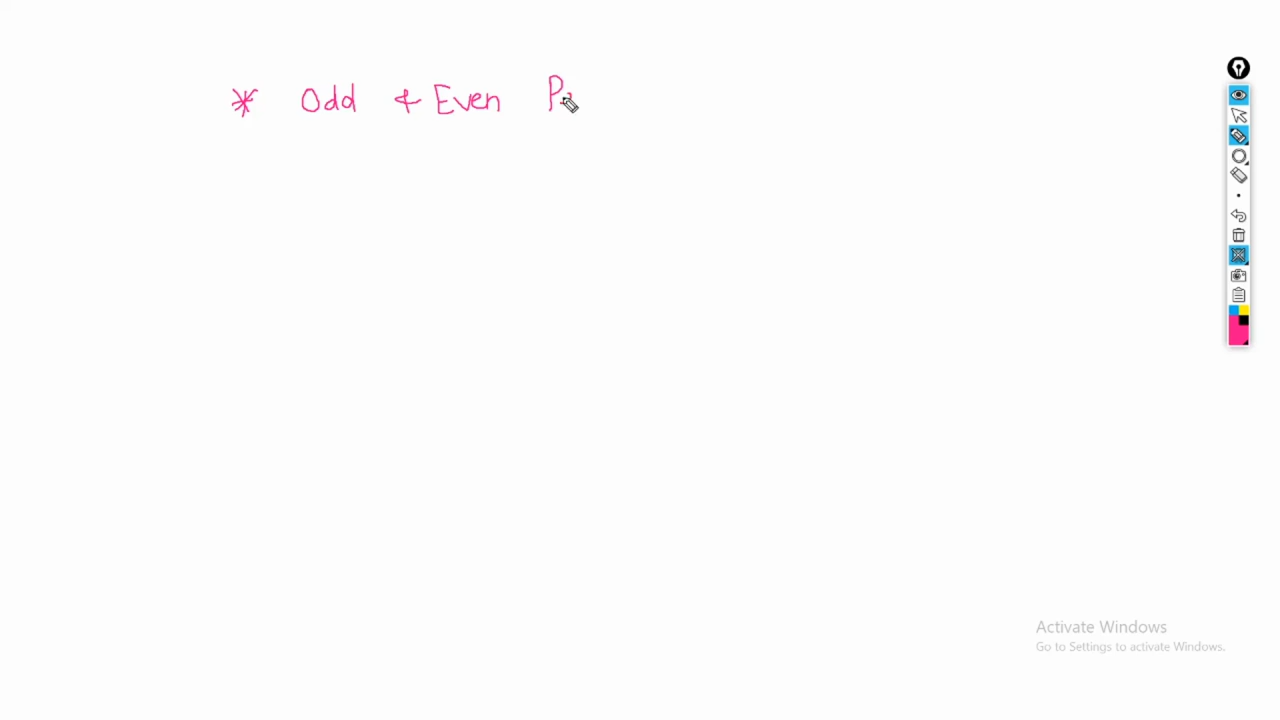 * Odd & Even
Activate Windows
Go to Settings to activate Windows.